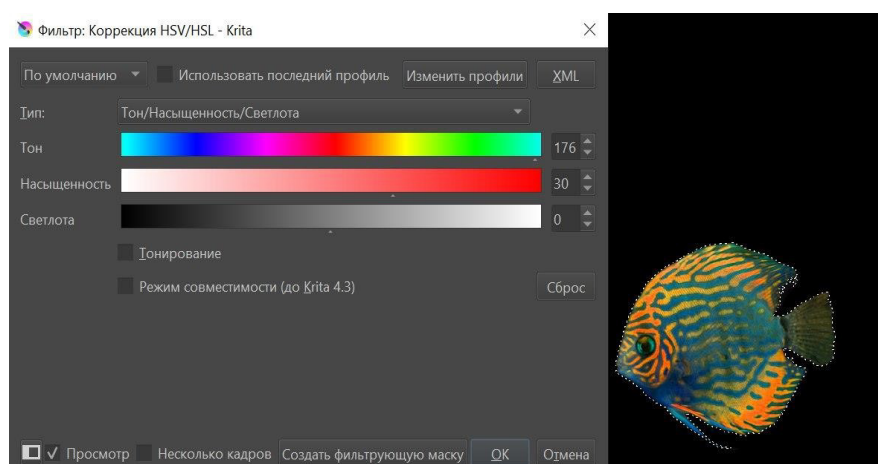 Фильтр: Коррекция HSV/HSL - Krita
По умолчанию Использовать последний профиль Изменить профили XML
Тип: Тон/Насыщенность/Светлота
Тон 176
Насыщенность 30
Светлота 0
Тонирование
Режим совместимости (до Krita 4.3) Сброс
Просмотр Несколько кадров Создать фильтрующую маску OK Отмена